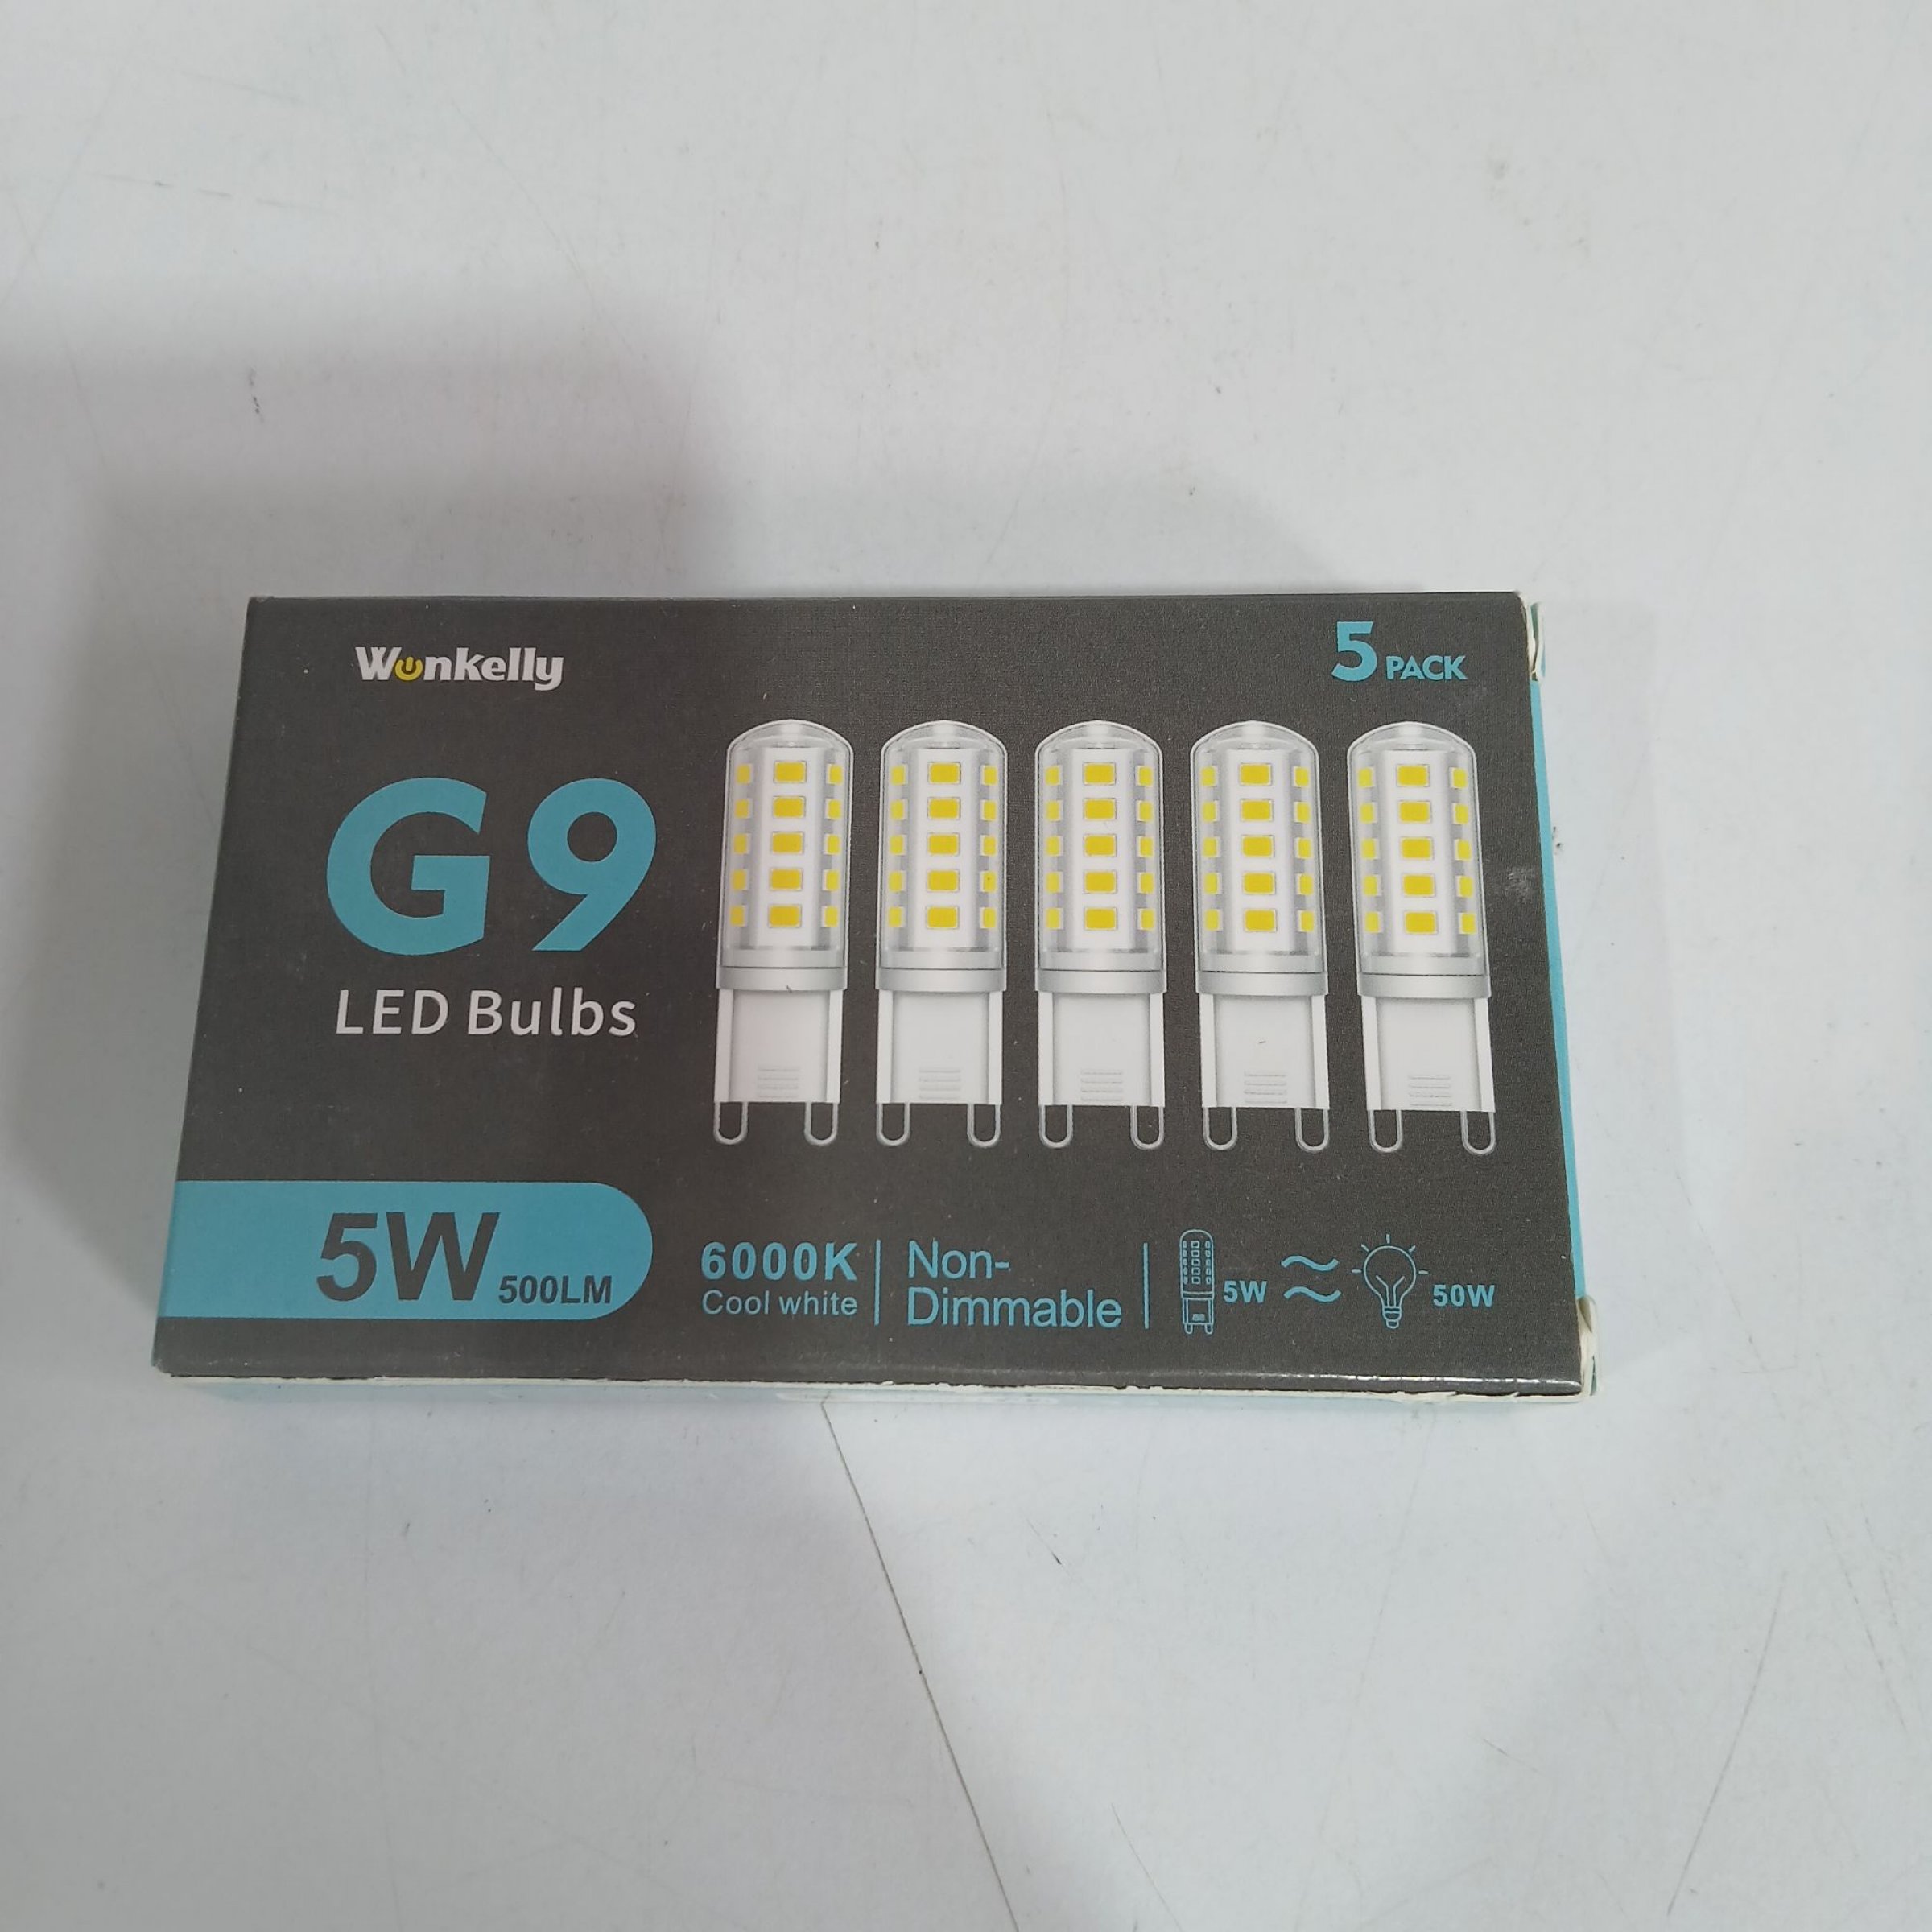 Wonkelly
5 PACK
G9
LED Bulbs
5W 500LM
6000K
Cool white
Non-
Dimmable
5W ≈ 50W